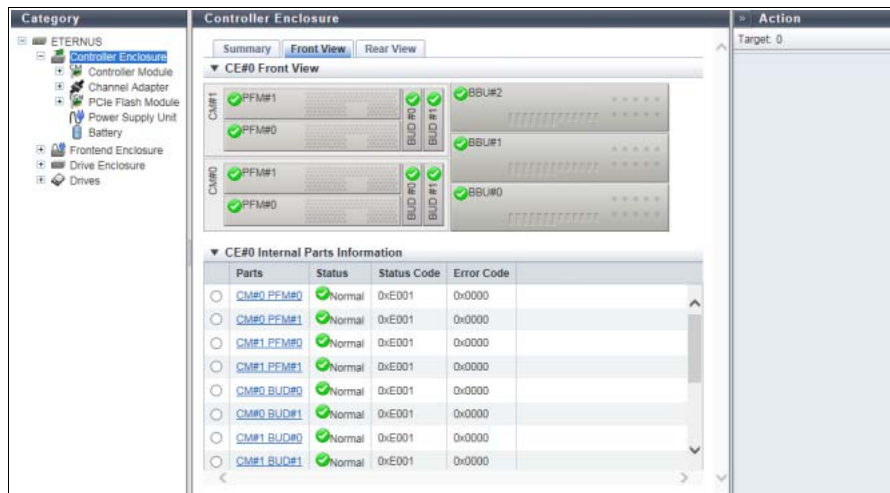 Category
ETERNUS
Controller Enclosure
Controller Module
Channel Adapter
PCIe Flash Module
Power Supply Unit
Battery
Frontend Enclosure
Drive Enclosure
Drives
Controller Enclosure
Summary Front View Rear View
▼ CE#0 Front View
CM#1
PFM#1
PFM#0
BUD #0
BUD #1
CM#0
PFM#1
PFM#0
BUD #0
BUD #1
BBU#2
BBU#1
BBU#0
▼ CE#0 Internal Parts Information
Parts Status Status Code Error Code
CM#0 PFM#0 Normal 0xE001 0x0000
CM#0 PFM#1 Normal 0xE001 0x0000
CM#1 PFM#0 Normal 0xE001 0x0000
CM#1 PFM#1 Normal 0xE001 0x0000
CM#0 BUD#0 Normal 0xE001 0x0000
CM#0 BUD#1 Normal 0xE001 0x0000
CM#1 BUD#0 Normal 0xE001 0x0000
CM#1 BUD#1 Normal 0xE001 0x0000
» Action
Target: 0